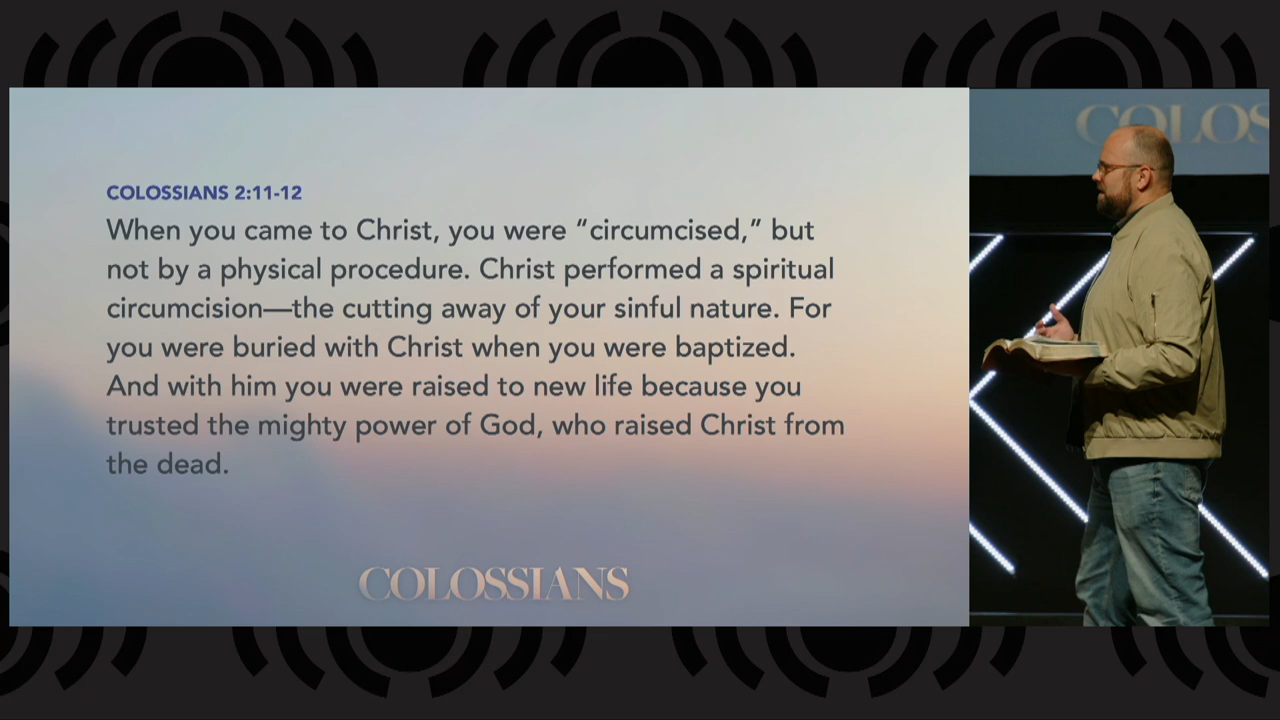 COLOSSIANS 2:11-12
When you came to Christ, you were “circumcised,” but
not by a physical procedure. Christ performed a spiritual
circumcision—the cutting away of your sinful nature. For
you were buried with Christ when you were baptized.
And with him you were raised to new life because you
trusted the mighty power of God, who raised Christ from
the dead.
COLOSSIANS
COLOS